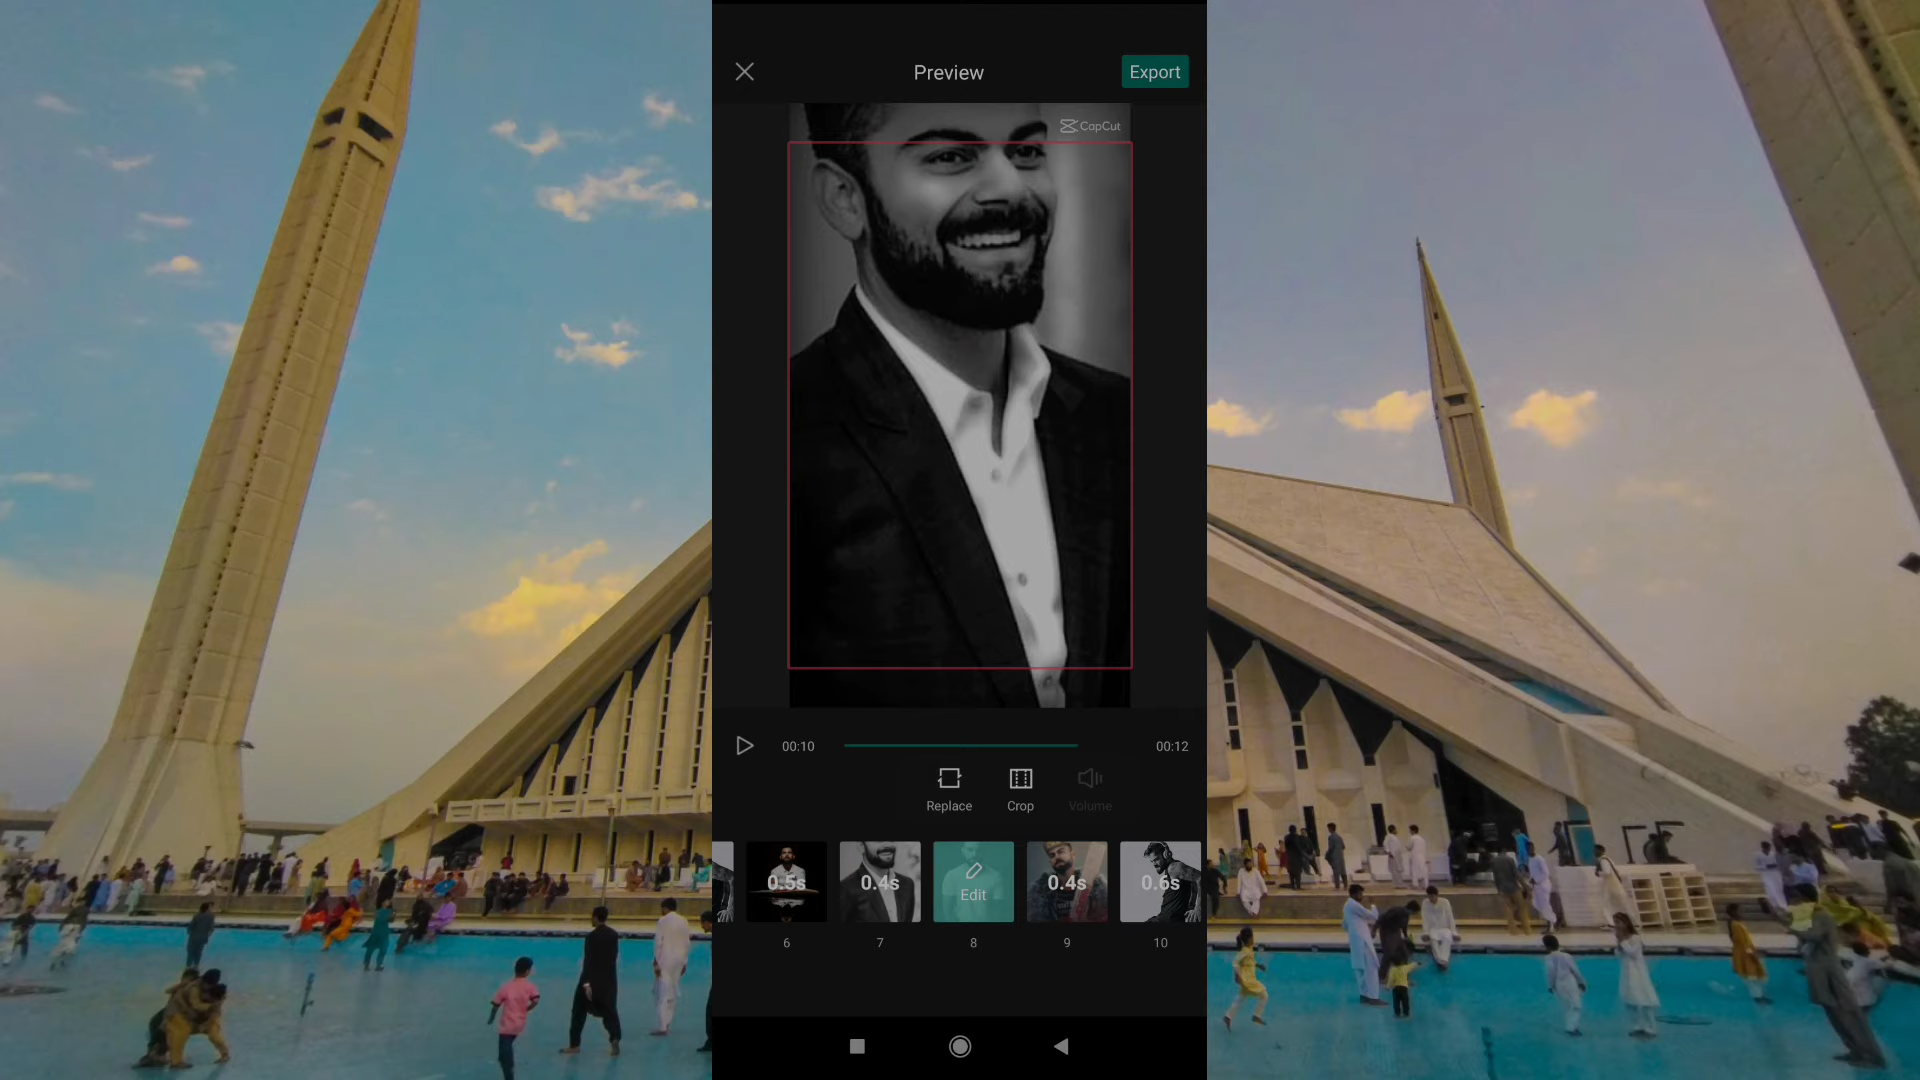 Preview
Export
CapCut
00:10
00:12
Replace
Crop
Volume
0.5s
0.4s
Edit
0.4s
0.6s
6
7
8
9
10